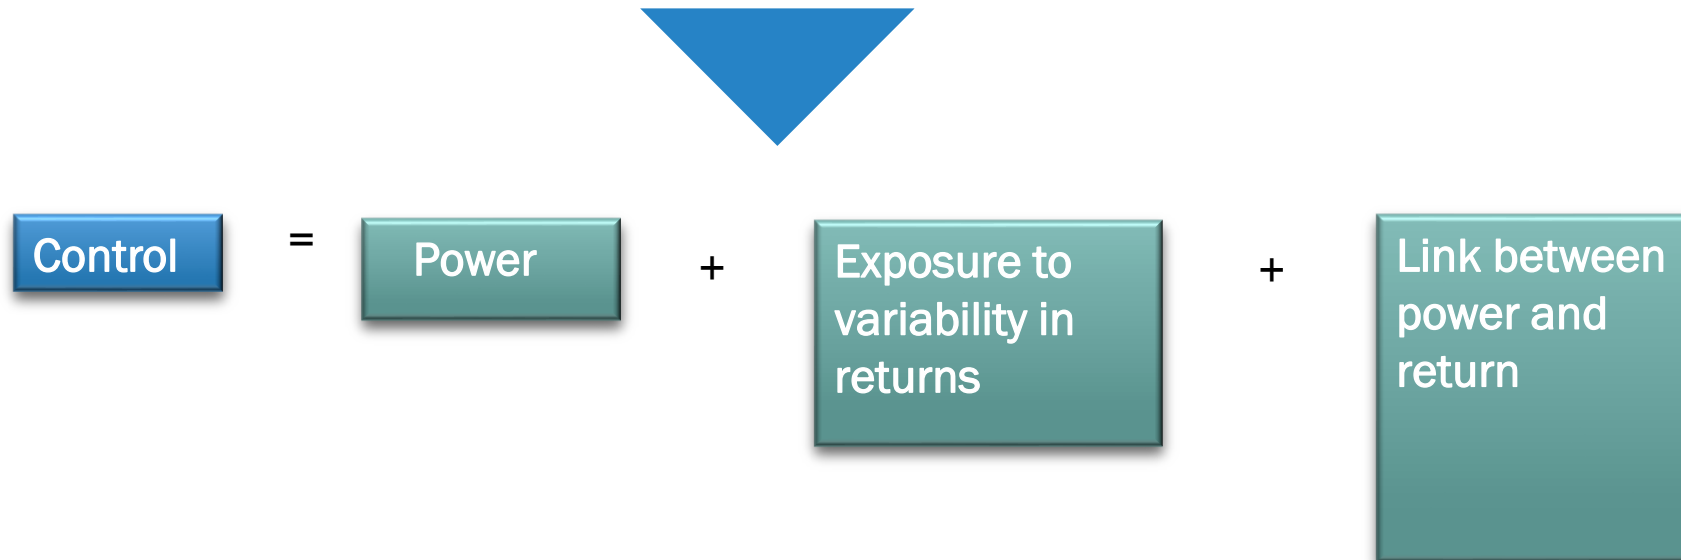 Control
=
Power
+
Exposure to
variability in
returns
+
Link between
power and
return